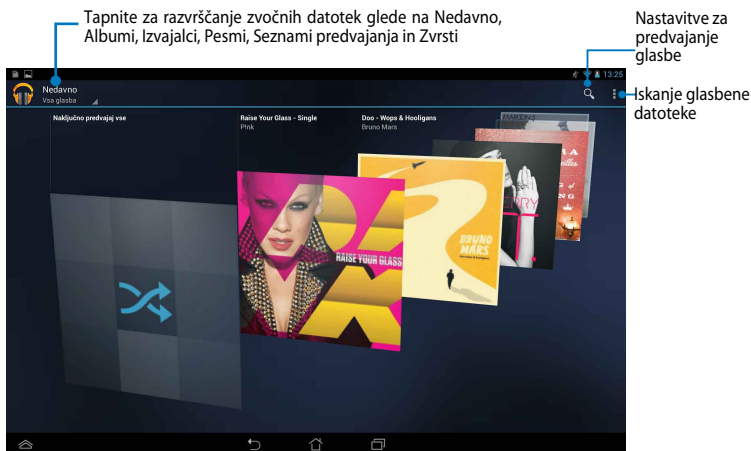 Tapnite za razvrščanje zvočnih datotek glede na Nedavno,
Albumi, Izvajalci, Pesmi, Seznami predvajanja in Zvrsti
Nastavitve za
predvajanje
glasbe
Iskanje glasbene
datoteke
13:25
Nedavno
Vsa glasba
Naključno predvajaj vse
Raise Your Glass - Single
P!nk
Doo - Wops & Hooligans
Bruno Mars
RAISE YOUR GLASS
BRUNO
MARS
MAROON 5